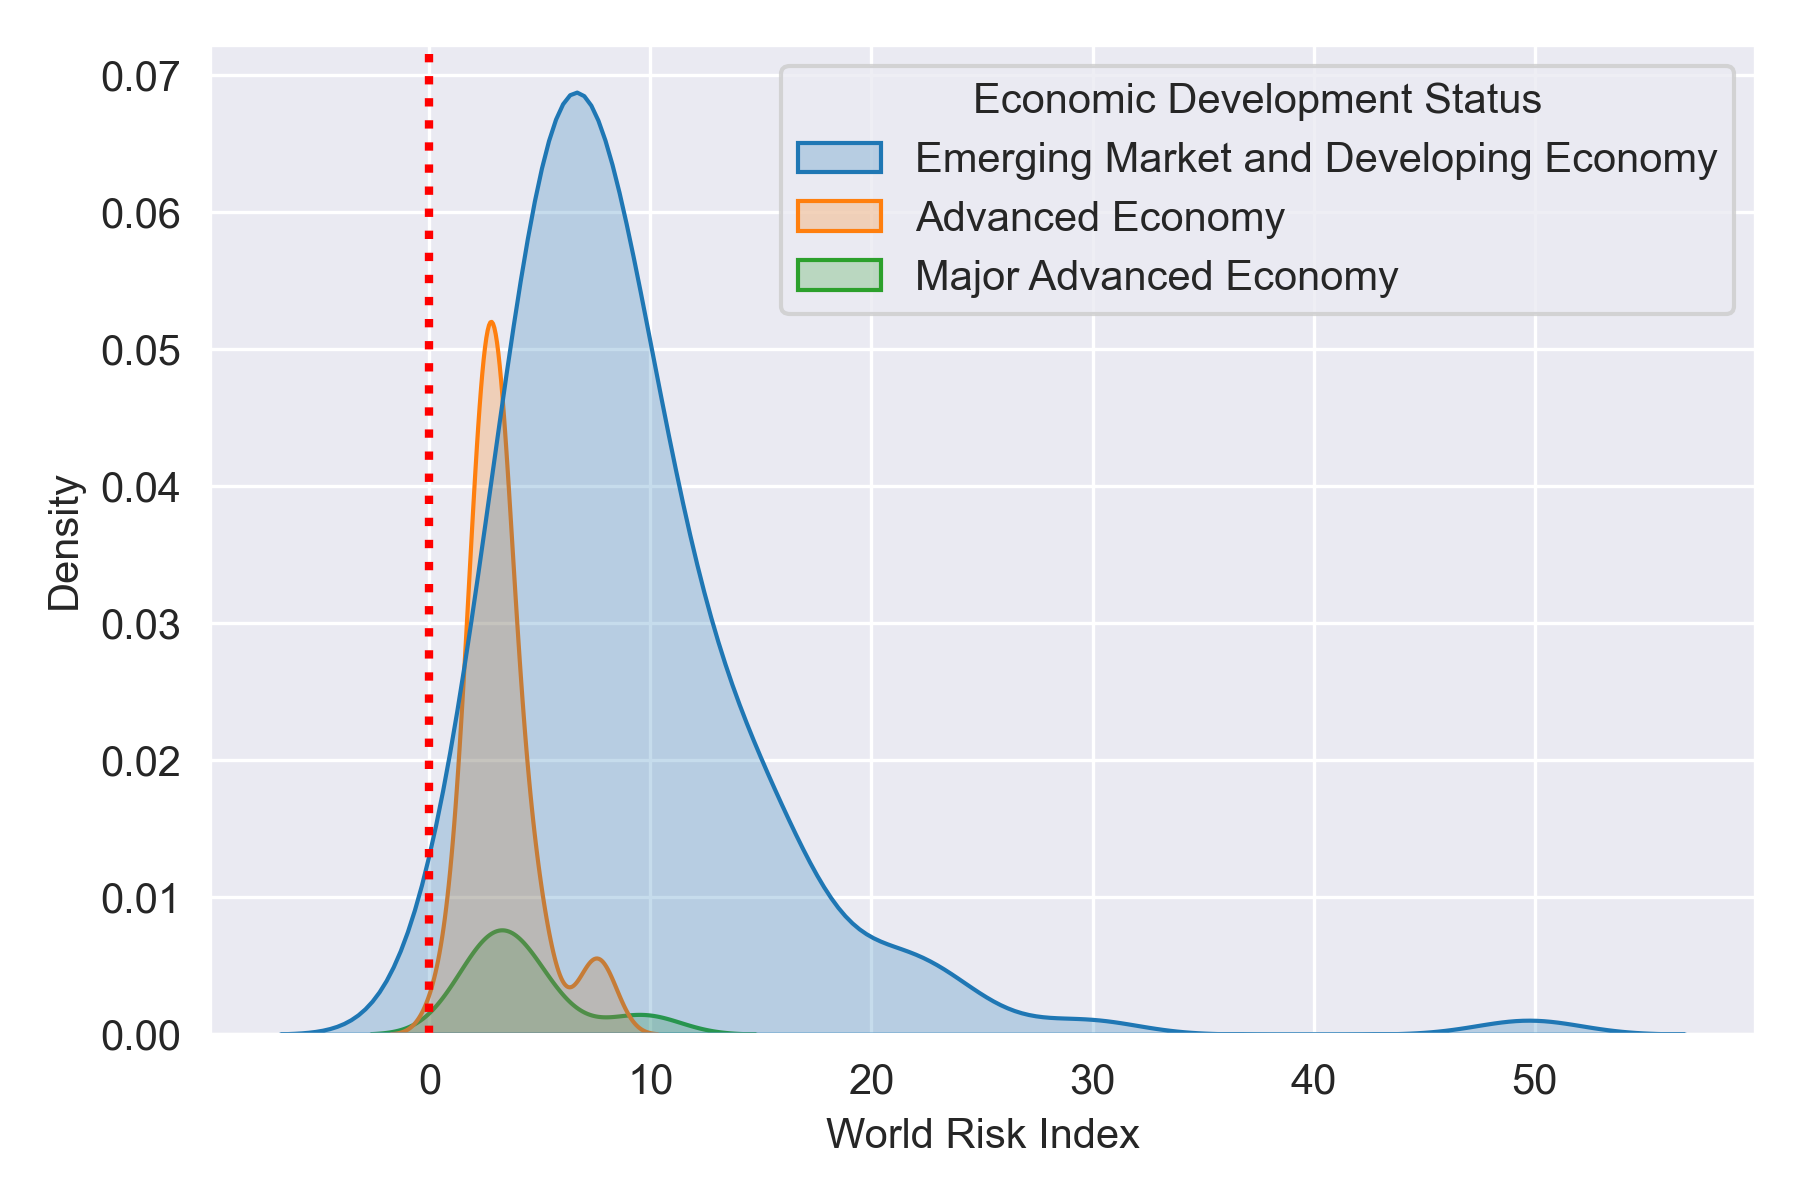 Economic Development Status
Emerging Market and Developing Economy
Advanced Economy
Major Advanced Economy
0.07
0.06
0.05
0.04
0.03
0.02
0.01
0.00
Density
0 10 20 30 40 50
World Risk Index